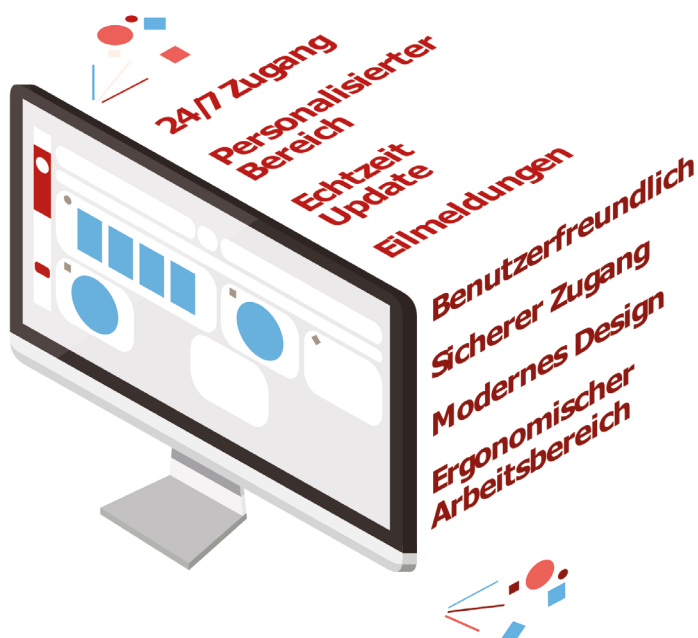 24/7 Zugang
Personalisierter
Bereich
Echtzeit
Update
Eilmeldungen
Benutzerfreundlich
Sicherer Zugang
Modernes Design
Ergonomischer
Arbeitsbereich